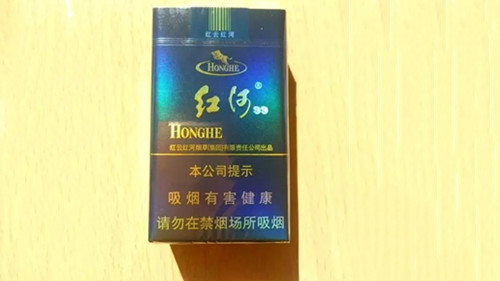 红云红河
HONGHE
红河99®
HONGHE
红云红河烟草(集团)有限责任公司出品
本公司提示
吸烟有害健康
请勿在禁烟场所吸烟